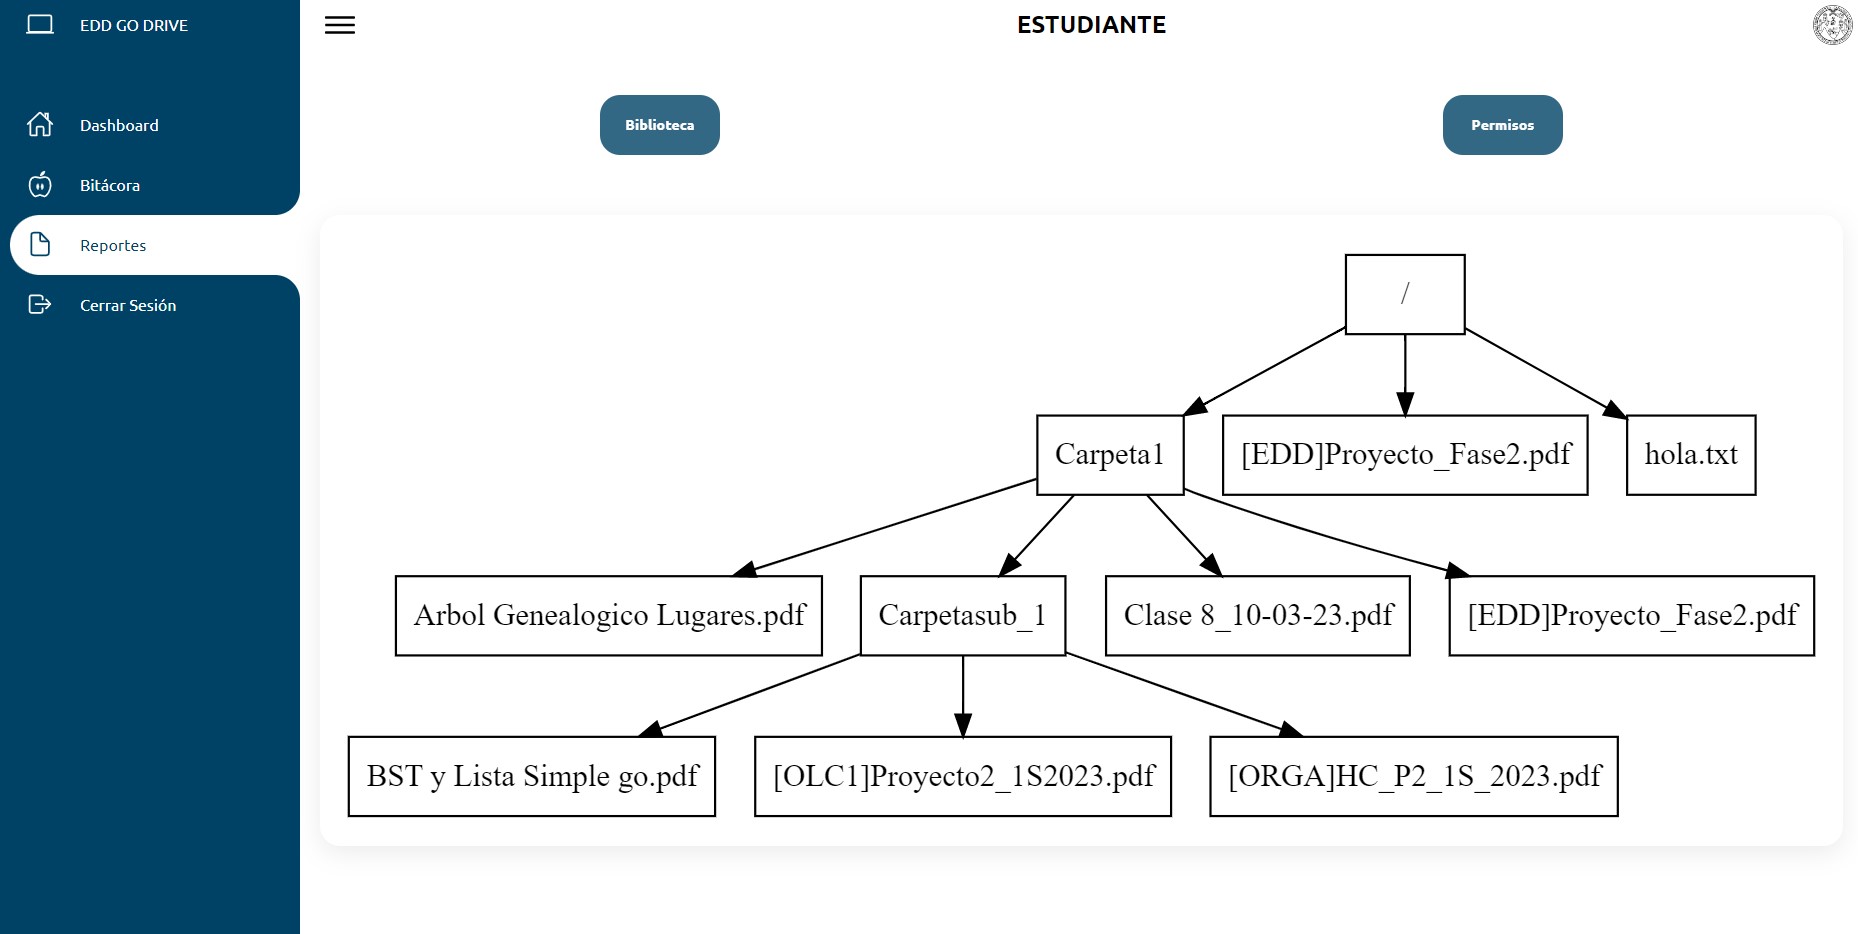 EDD GO DRIVE
Dashboard
Bitácora
Reportes
Cerrar Sesión
ESTUDIANTE
Biblioteca
Permisos
/
Carpeta1
[EDD]Proyecto_Fase2.pdf
hola.txt
Arbol Genealogico Lugares.pdf
Carpetasub_1
Clase 8_10-03-23.pdf
[EDD]Proyecto_Fase2.pdf
BST y Lista Simple go.pdf
[OLC1]Proyecto2_1S2023.pdf
[ORGA]HC_P2_1S_2023.pdf